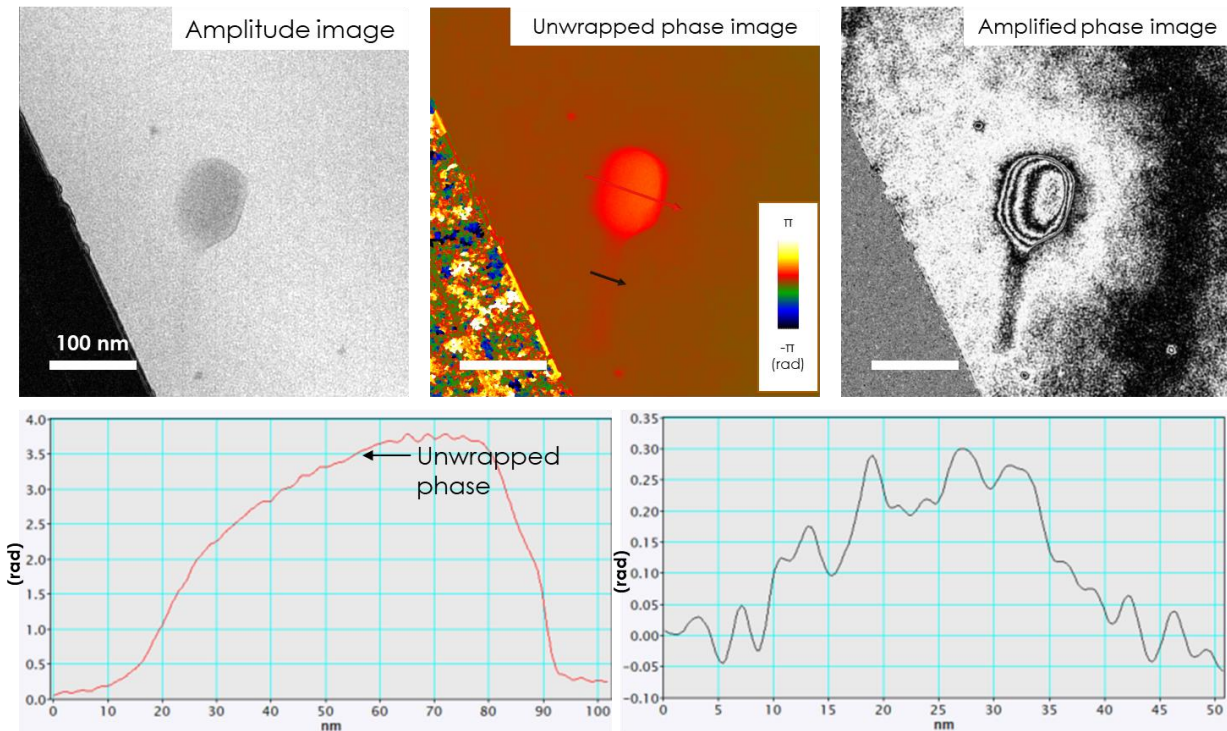 Amplitude image
Unwrapped phase image
Amplified phase image
100 nm
π
-π
(rad)
4.0
3.5
3.0
2.5
2.0
1.5
1.0
0.5
0.0
(rad)
Unwrapped
phase
0 10 20 30 40 50 60 70 80 90 100
nm
0.35
0.30
0.25
0.20
0.15
0.10
0.05
0.00
-0.05
-0.10
(rad)
0 5 10 15 20 25 30 35 40 45 50
nm